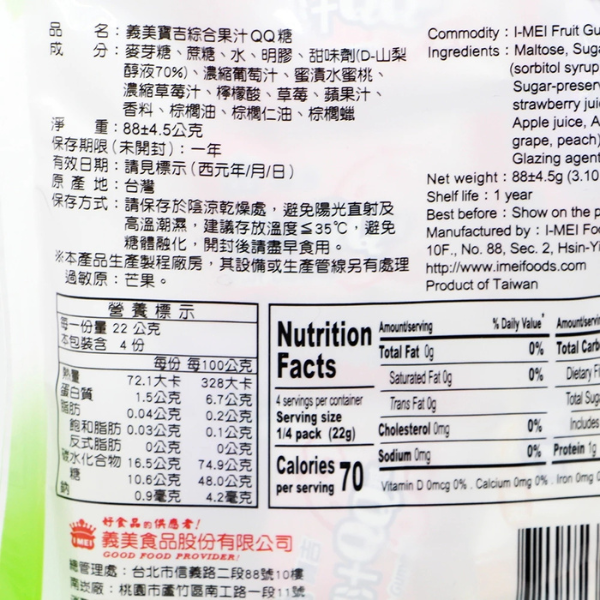 品 名：義美寶吉綜合果汁QQ糖
成 分：麥芽糖、蔗糖、水、明膠、甜味劑(D-山梨
醇液70%)、濃縮葡萄汁、蜜漬水蜜桃、
濃縮草莓汁、檸檬酸、草莓、蘋果汁、
香料、棕櫚油、棕櫚仁油、棕櫚蠟
淨 重：88±4.5公克
保存期限(未開封)：一年
有效日期：請見標示(西元年/月/日)
原 產 地：台灣
保存方式：請保存於陰涼乾燥處，避免陽光直射及
高溫潮濕，建議存放溫度≦35℃，避免
糖體融化，開封後請盡早食用。
※本產品生產製程廠房，其設備或生產管線另有處理
過敏原：芒果。
營養標示
每一份量 22 公克
本包裝含 4 份
每份 每100公克
熱量 72.1大卡 328大卡
蛋白質 1.5公克 6.7公克
脂肪 0.04公克 0.2公克
飽和脂肪 0.03公克 0.1公克
反式脂肪 0公克 0公克
碳水化合物 16.5公克 74.9公克
糖 10.6公克 48.0公克
鈉 0.9毫克 4.2毫克
Commodity：I-MEI Fruit
Ingredients：Maltose,
(sorbitol syrup
Sugar-preser
strawberry
Apple juice,
grape, peach)
Glazing agent
Net weight：88±4.5g (3.10
Shelf life：1 year
Best before：Show on the
Manufactured by：I-MEI
10F., No. 88, Sec. 2, Hsin-Yi
http://www.imeifoods.com
Product of Taiwan
Nutrition
Facts
4 servings per container
Serving size
1/4 pack (22g)
Calories
per serving 70
Amount/serving % Daily Value*
Total Fat 0g 0%
Saturated Fat 0g 0%
Trans Fat 0g
Cholesterol 0mg 0%
Sodium 0mg 0%
Amount/servin
Total Carb
Dietary Fi
Total Sug
Includes
Protein 1g
Vitamin D 0mcg 0% . Calcium 0mg 0% . Iron 0mg
好食品的供應者!
I-MEI
義美食品股份有限公司
GOOD FOOD PROVIDER!
總管理處：台北市信義路二段88號10樓
南崁廠：桃園市蘆竹區南工路一段11號